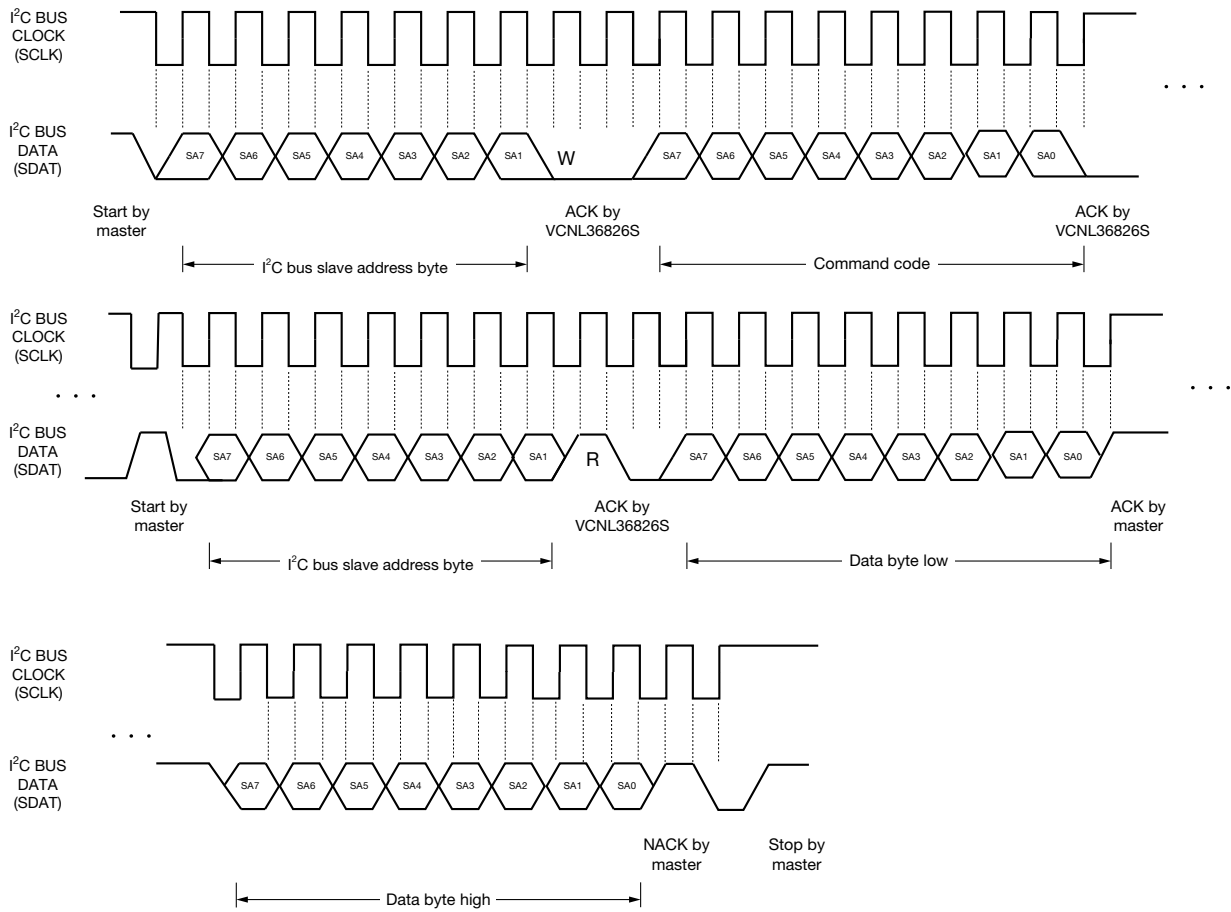 I²C BUS
CLOCK
(SCLK)
. . .
I²C BUS
DATA
(SDAT)
SA7 SA6 SA5 SA4 SA3 SA2 SA1 W SA7 SA6 SA5 SA4 SA3 SA2 SA1 SA0
Start by
master
ACK by
VCNL36826S
ACK by
VCNL36826S
I²C bus slave address byte
Command code
I²C BUS
CLOCK
(SCLK)
. . .
. . .
I²C BUS
DATA
(SDAT)
SA7 SA6 SA5 SA4 SA3 SA2 SA1 R SA7 SA6 SA5 SA4 SA3 SA2 SA1 SA0
Start by
master
ACK by
VCNL36826S
ACK by
master
I²C bus slave address byte
Data byte low
I²C BUS
CLOCK
(SCLK)
. . .
I²C BUS
DATA
(SDAT)
SA7 SA6 SA5 SA4 SA3 SA2 SA1 SA0
NACK by
master
Stop by
master
Data byte high